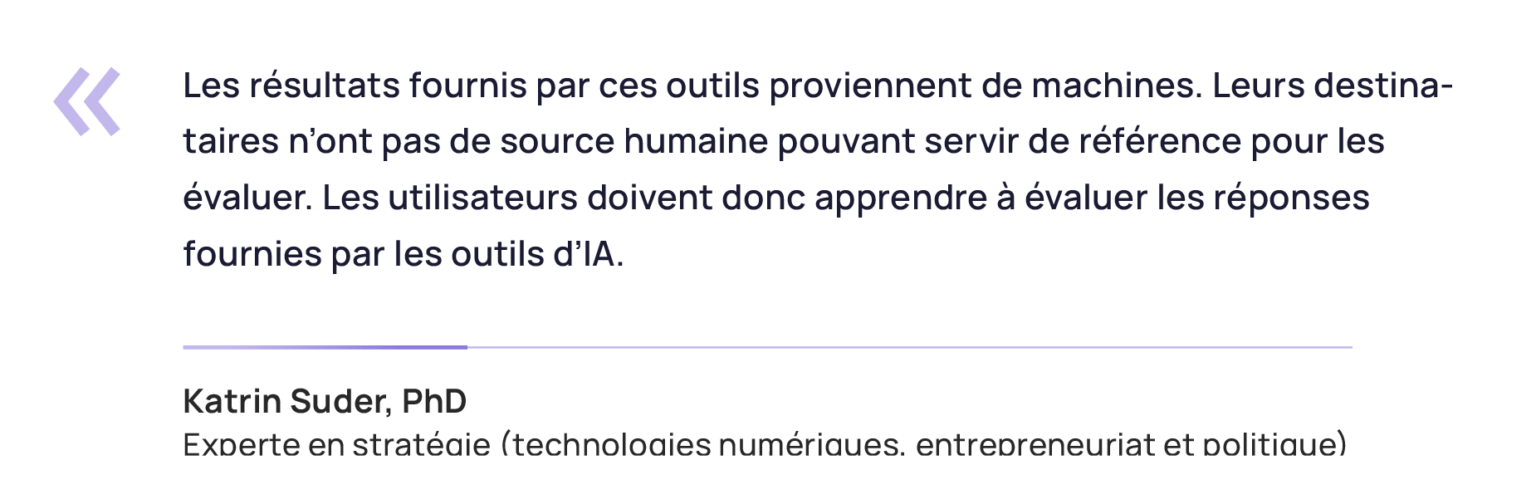 «
Les résultats fournis par ces outils proviennent de machines. Leurs destina-
taires n’ont pas de source humaine pouvant servir de référence pour les
évaluer. Les utilisateurs doivent donc apprendre à évaluer les réponses
fournies par les outils d’IA.
Katrin Suder, PhD
Experte en stratégie (technologies numériques, entrepreneuriat et politique)